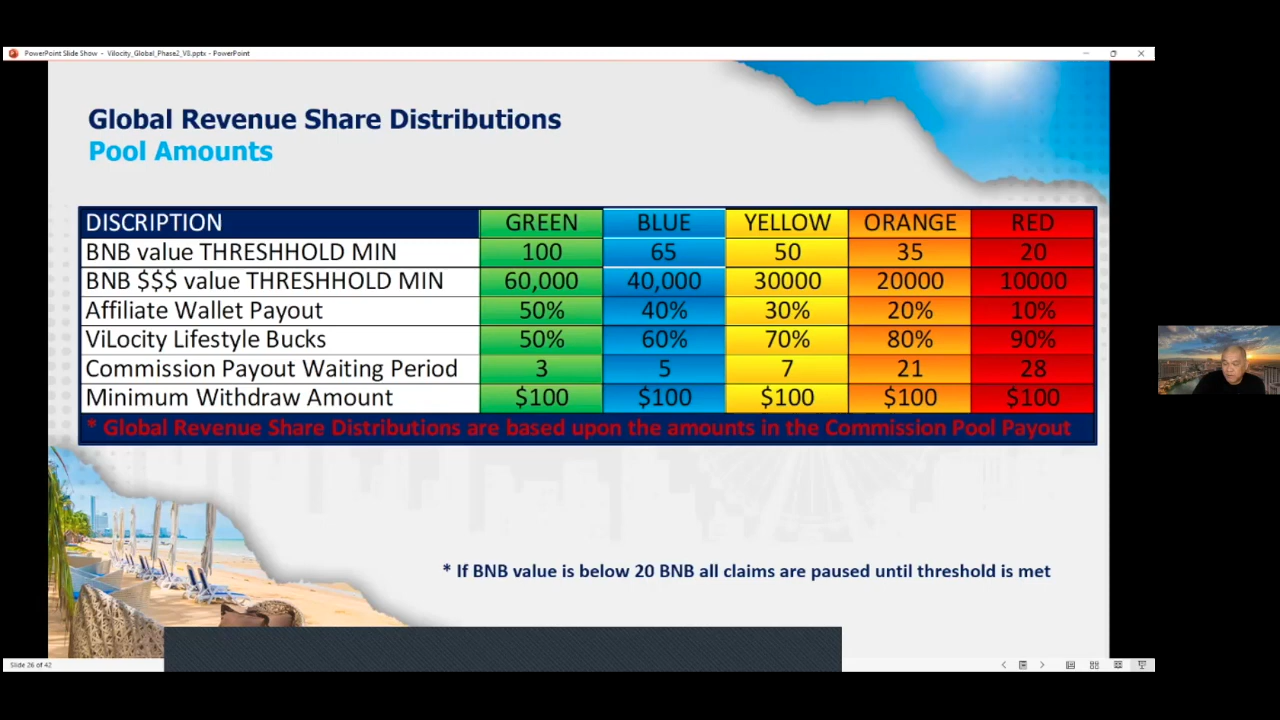 PowerPoint Slide Show - Vilocity_Global_Phase2_V8.pptx - PowerPoint
Global Revenue Share Distributions
Pool Amounts
DISCRIPTION GREEN BLUE YELLOW ORANGE RED
BNB value THRESHHOLD MIN 100 65 50 35 20
BNB $$$ value THRESHHOLD MIN 60,000 40,000 30000 20000 10000
Affiliate Wallet Payout 50% 40% 30% 20% 10%
ViLocity Lifestyle Bucks 50% 60% 70% 80% 90%
Commission Payout Waiting Period 3 5 7 21 28
Minimum Withdraw Amount $100 $100 $100 $100 $100
* Global Revenue Share Distributions are based upon the amounts in the Commission Pool Payout
* If BNB value is below 20 BNB all claims are paused until threshold is met
Slide 26 of 42